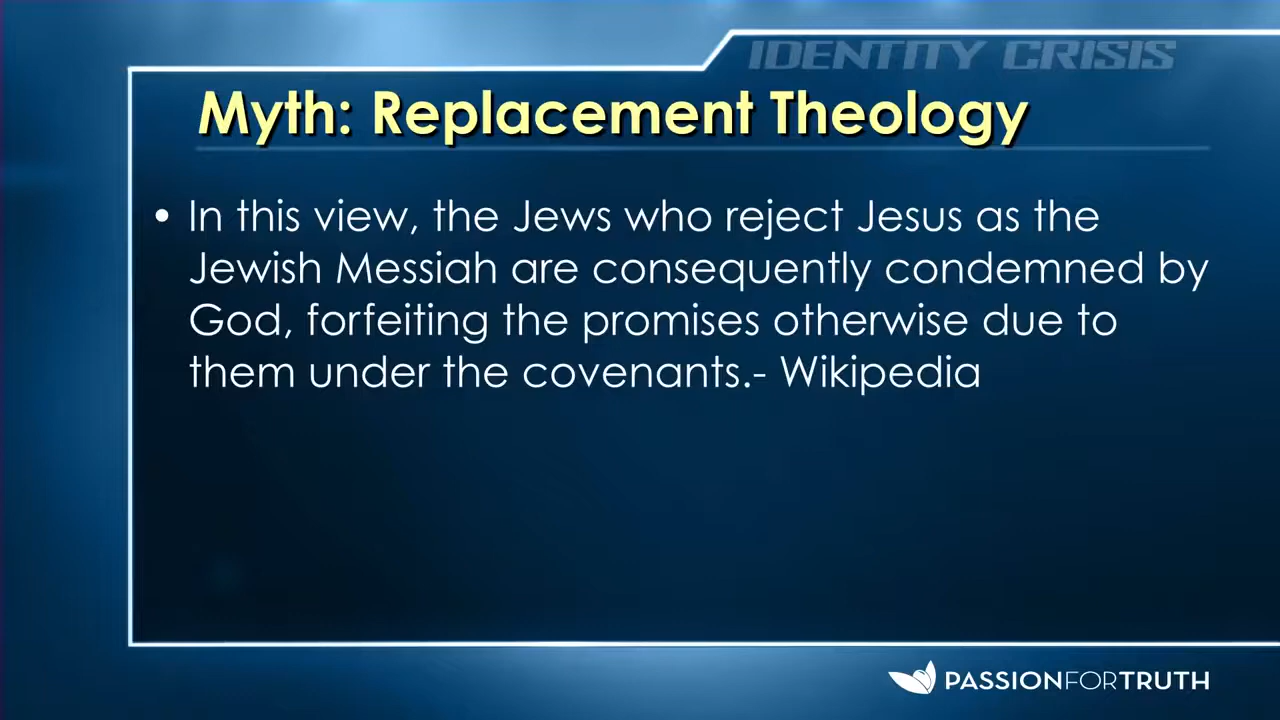 IDENTITY CRISIS
Myth: Replacement Theology
• In this view, the Jews who reject Jesus as the
Jewish Messiah are consequently condemned by
God, forfeiting the promises otherwise due to
them under the covenants.- Wikipedia
PASSIONFORTRUTH